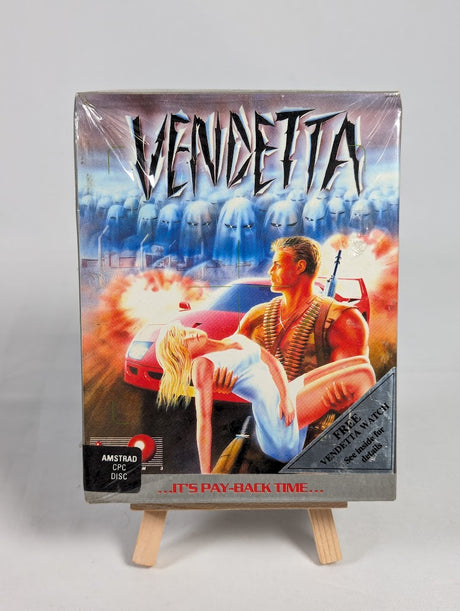 VENDETTA
FREE
VENDETTA WATCH
See inside for
details
AMSTRAD
CPC
DISC
...IT'S PAY-BACK TIME...